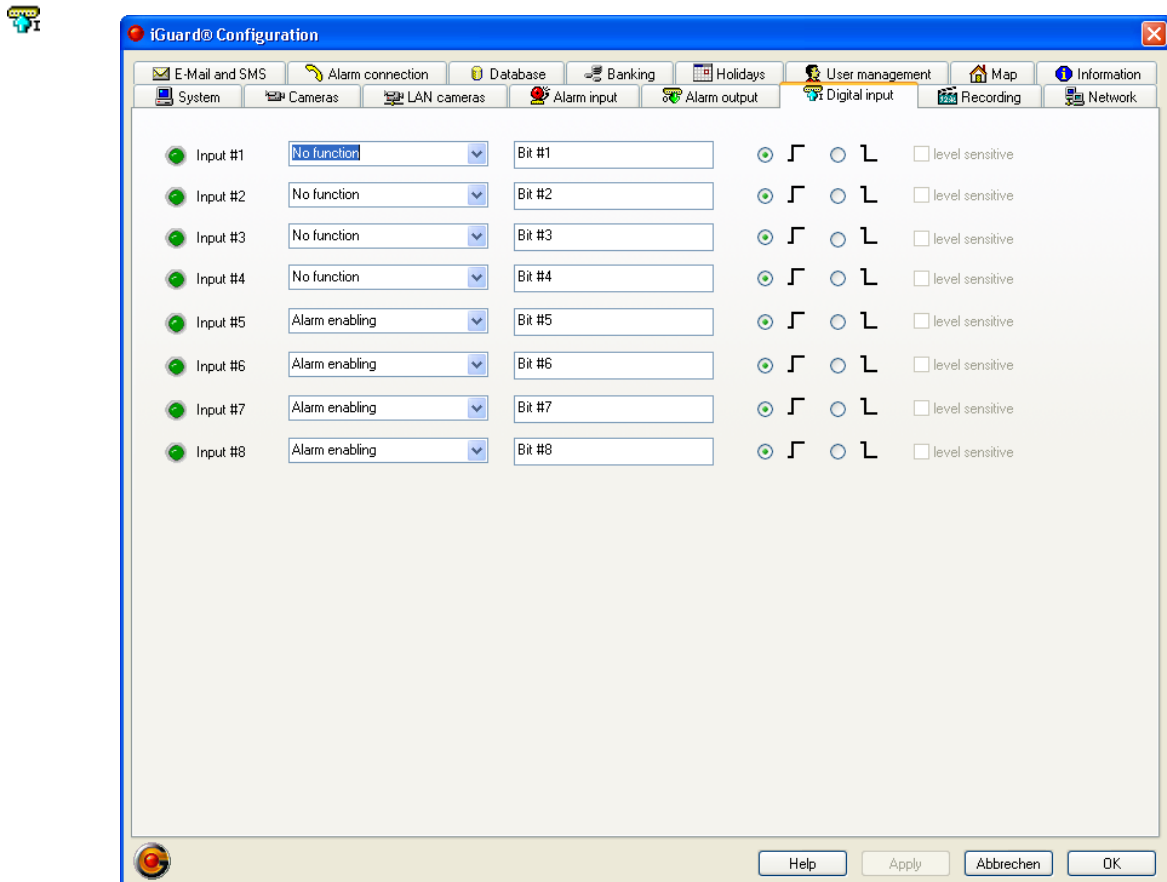 I
iGuard® Configuration
E-Mail and SMS Alarm connection Database Banking Holidays User management Map Information
System Cameras LAN cameras Alarm input Alarm output Digital input Recording Network
Input #1 No function Bit #1 level sensitive
Input #2 No function Bit #2 level sensitive
Input #3 No function Bit #3 level sensitive
Input #4 No function Bit #4 level sensitive
Input #5 Alarm enabling Bit #5 level sensitive
Input #6 Alarm enabling Bit #6 level sensitive
Input #7 Alarm enabling Bit #7 level sensitive
Input #8 Alarm enabling Bit #8 level sensitive
Help Apply Abbrechen OK